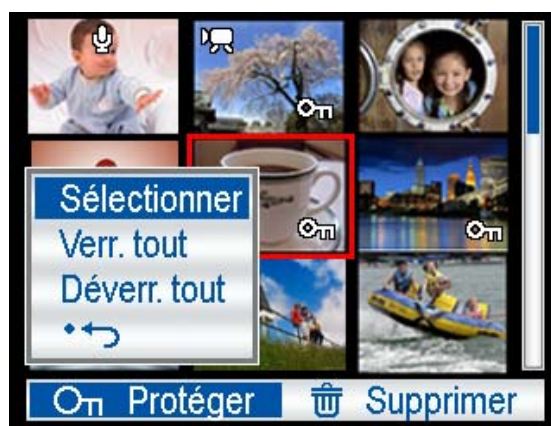 Sélectionner
Verr. tout
Déverr. tout
Protéger
Supprimer